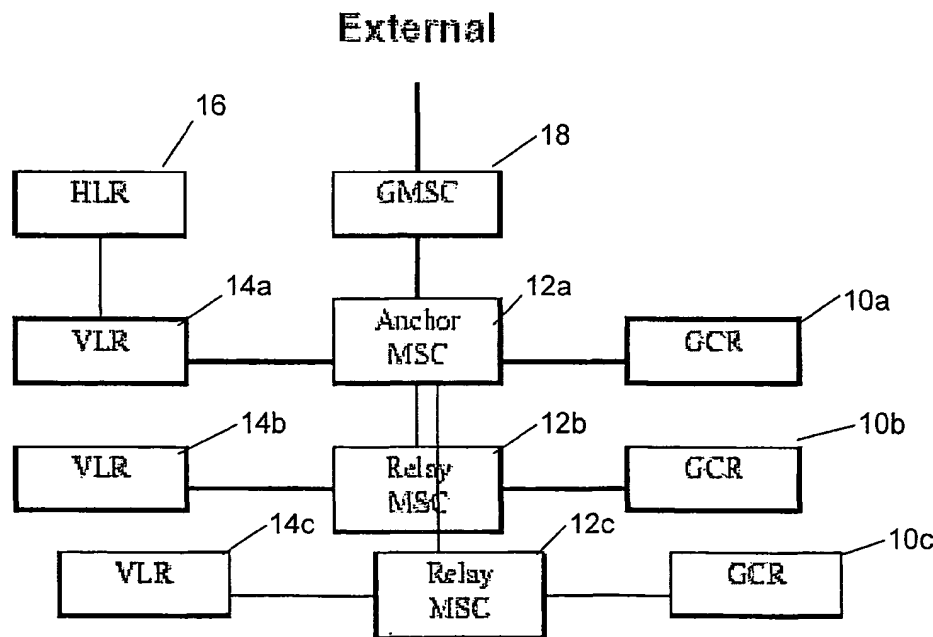 External
16
18
HLR
GMSC
14a
12a
10a
VLR
Anchor
MSC
GCR
14b
12b
10b
VLR
Relay
MSC
GCR
14c
12c
10c
VLR
Relay
MSC
GCR